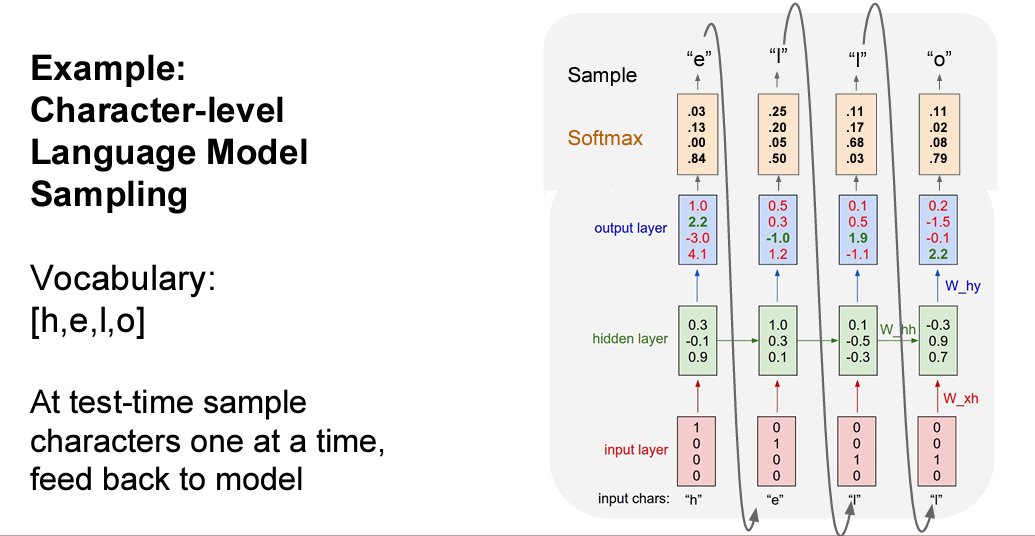 Example:
Character-level
Language Model
Sampling
Vocabulary:
[h,e,l,o]
At test-time sample
characters one at a time,
feed back to model
Sample
“e” “l” “l” “o”
Softmax
.03 .25 .11 .11
.13 .20 .17 .02
.00 .05 .68 .08
.84 .50 .03 .79
output layer
1.0 0.5 0.1 0.2
2.2 0.3 0.5 -1.5
-3.0 -1.0 1.9 -0.1
4.1 1.2 -1.1 2.2
W_hy
hidden layer
0.3 1.0 0.1 -0.3
-0.1 0.3 -0.5 0.9
0.9 0.1 -0.3 0.7
W_hh
W_xh
input layer
1 0 0 0
0 1 0 0
0 0 1 1
0 0 0 0
input chars: “h” “e” “l” “l”